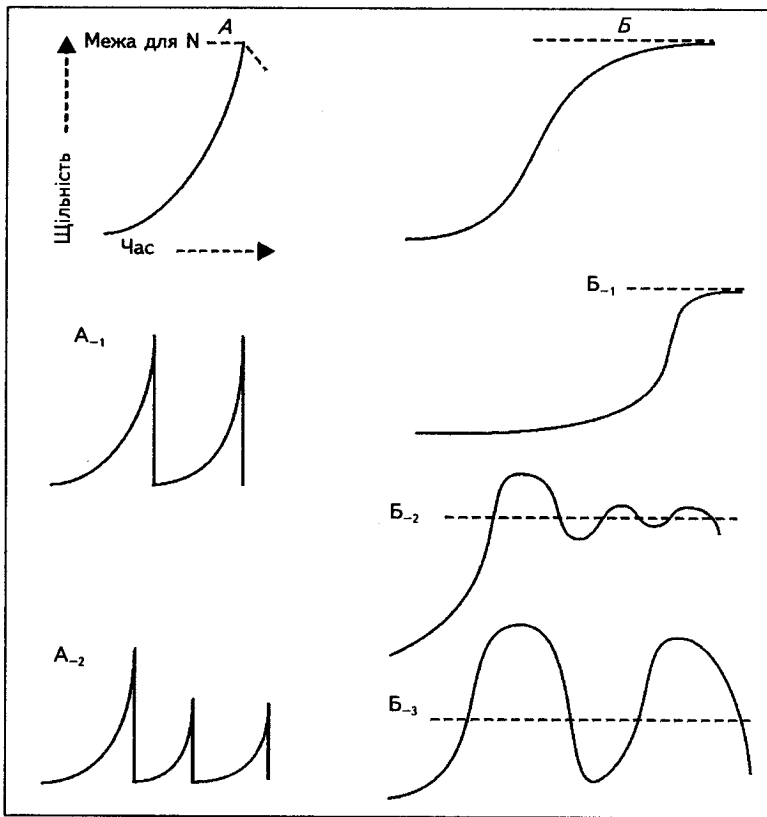 А
Межа для N
Щільність
Час
Б
Б₋₁
А₋₁
Б₋₂
А₋₂
Б₋₃